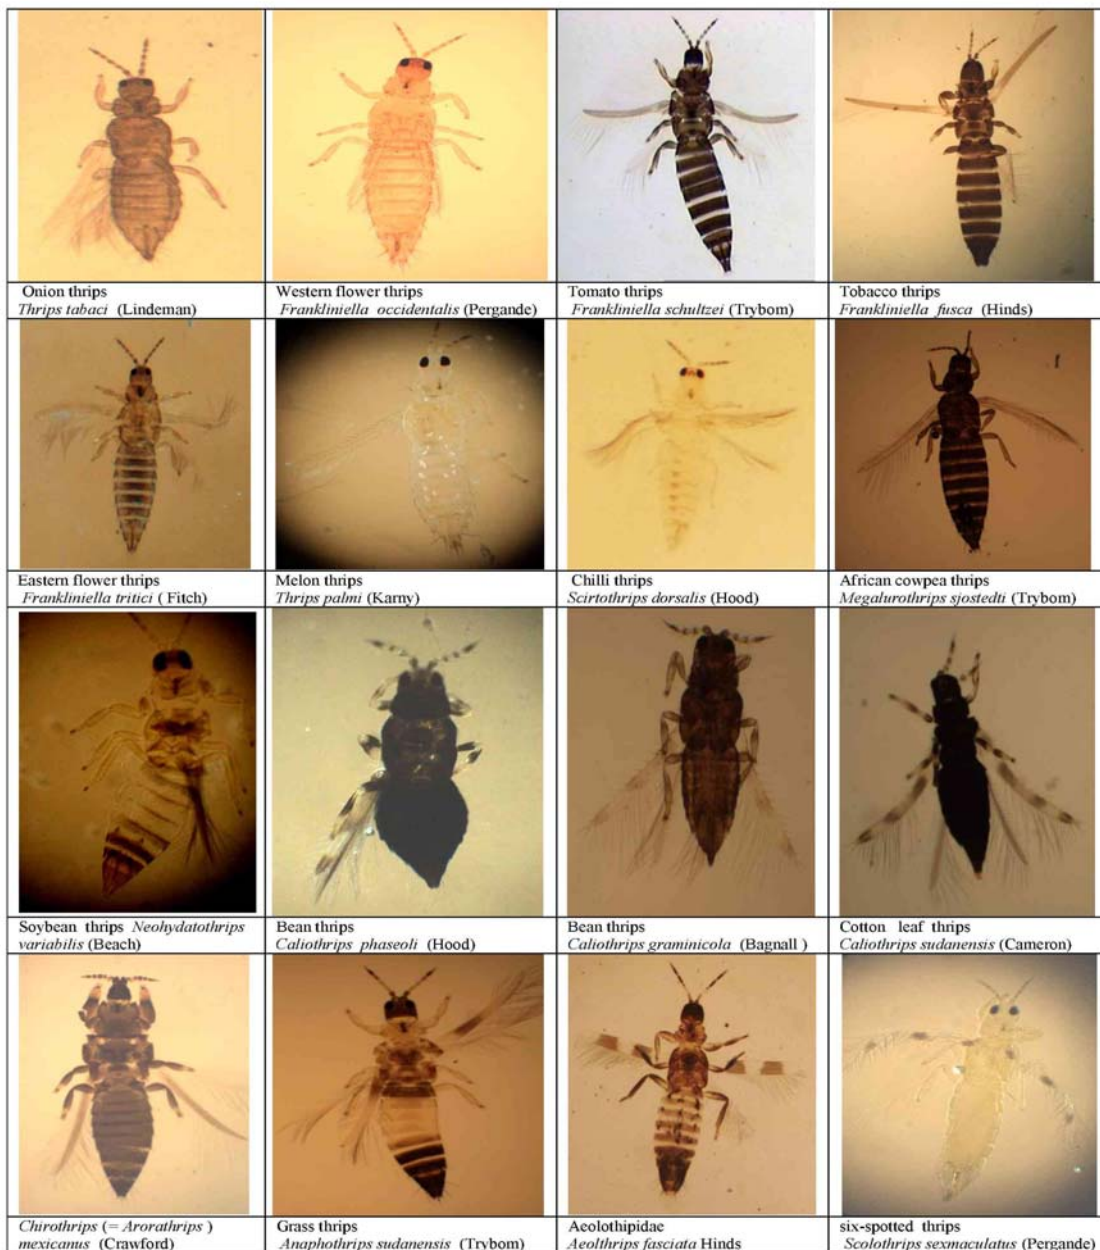 Onion thrips
Thrips tabaci (Lindeman)
Western flower thrips
Frankliniella occidentalis (Pergande)
Tomato thrips
Frankliniella schultzei (Trybom)
Tobacco thrips
Frankliniella fusca (Hinds)
Eastern flower thrips
Frankliniella tritici ( Fitch)
Melon thrips
Thrips palmi (Karny)
Chilli thrips
Scirtothrips dorsalis (Hood)
African cowpea thrips
Megalurothrips sjostedti (Trybom)
Soybean thrips Neohydatothrips
variabilis (Beach)
Bean thrips
Caliothrips phaseoli (Hood)
Bean thrips
Caliothrips graminicola (Bagnall )
Cotton leaf thrips
Caliothrips sudanensis (Cameron)
Chirothrips (= Arorathrips )
mexicanus (Crawford)
Grass thrips
Anaphothrips sudanensis (Trybom)
Aeolothipidae
Aeolthrips fasciata Hinds
six-spotted thrips
Scolothrips sexmaculatus (Pergande)